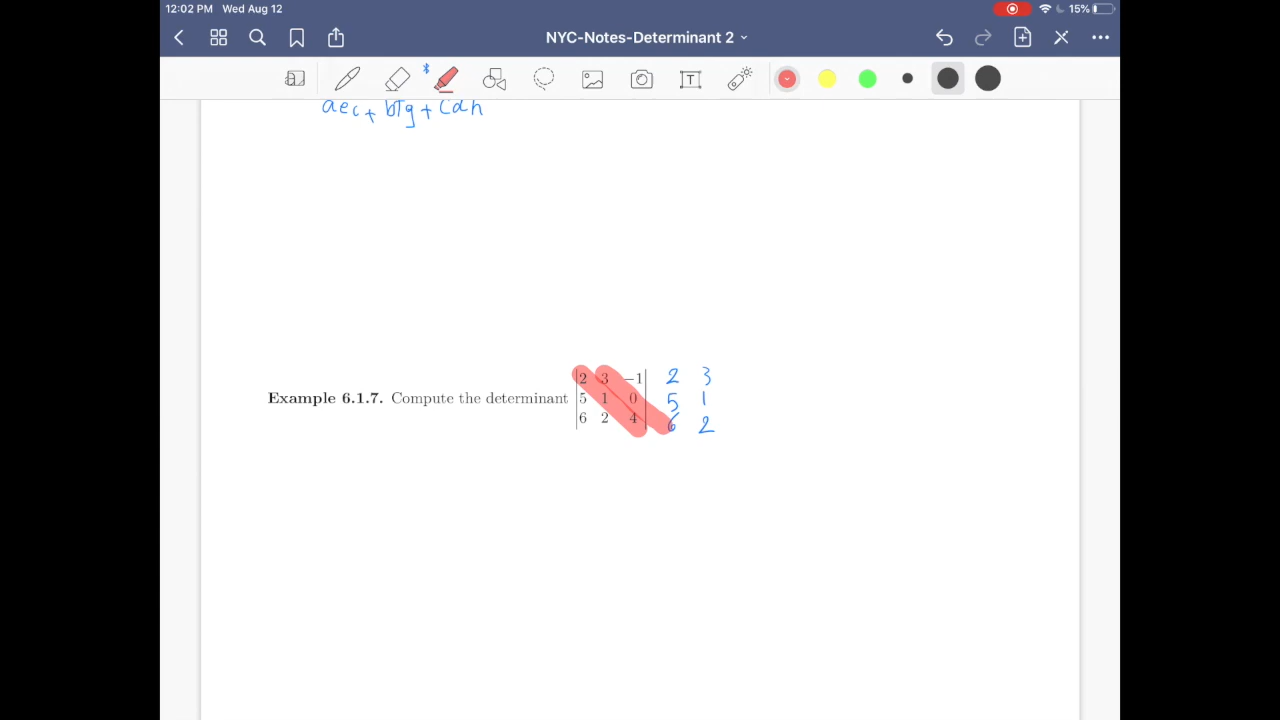 12:02 PM Wed Aug 12
15%
NYC-Notes-Determinant 2
T
aec + bfg + cdh
2 3 −1 2 3
Example 6.1.7. Compute the determinant 5 1 0 5 1
6 2 4 6 2